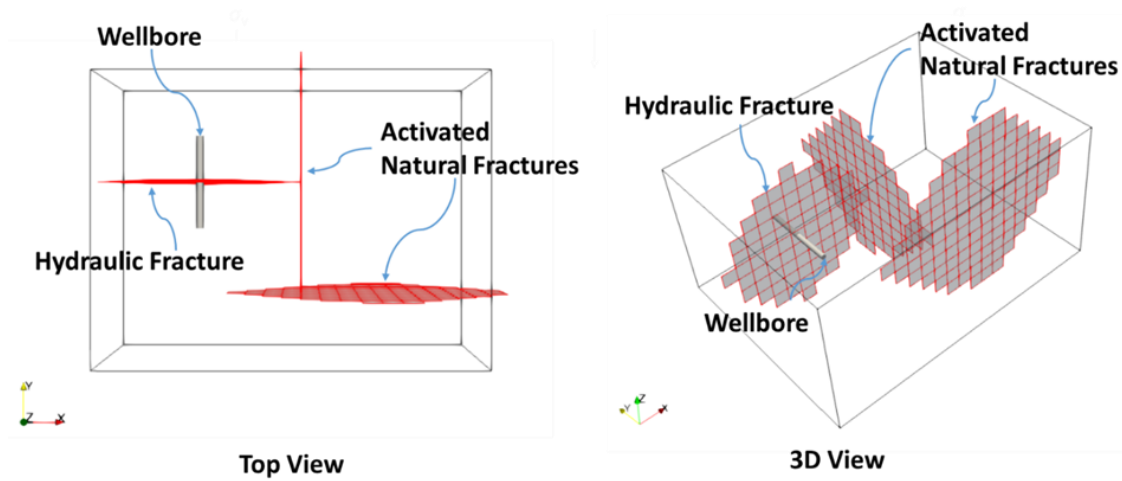 Wellbore
Activated
Natural Fractures
Hydraulic Fracture
Y
Z
X
Top View
Activated
Natural Fractures
Hydraulic Fracture
Wellbore
Y
Z
X
3D View